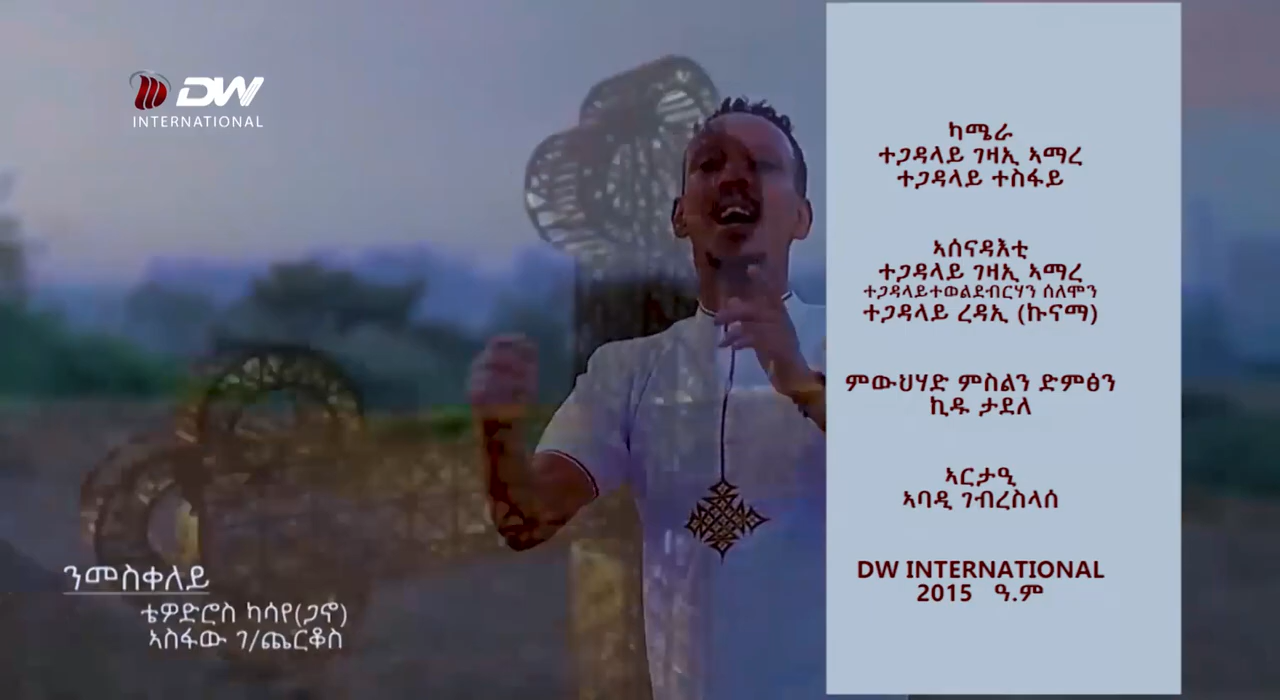 DW
INTERNATIONAL
ካሜራ
ተጋዳላይ ገዛኢ ኣማረ
ተጋዳላይ ተስፋይ
ኣሰናዳእቲ
ተጋዳላይ ገዛኢ ኣማረ
ተጋዳላይተወልደብርሃን ሰለሞን
ተጋዳላይ ረዳኢ (ኩናማ)
ምውህሃድ ምስልን ድምፅን
ኪዱ ታደለ
ኣርታዒ
ኣባዲ ገብረስላሰ
DW INTERNATIONAL
2015 ዓ.ም
ንመስቀለይ
ቴዎድሮስ ካሳየ(ጋኖ)
ኣስፋው ገ/ጨርቆስ